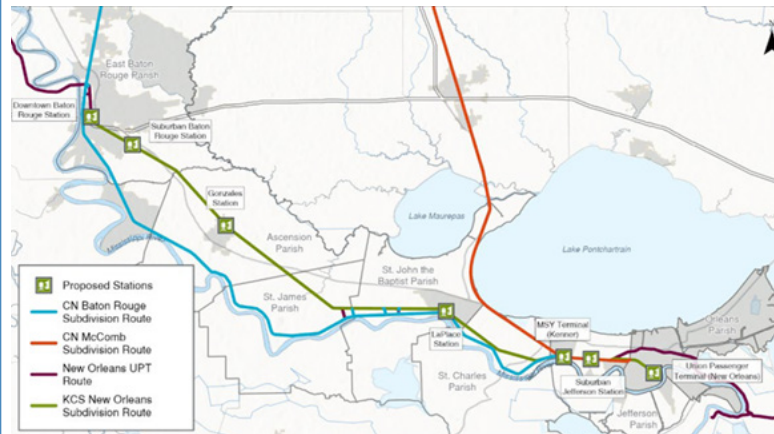 East Baton
Rouge Parish
Downtown Baton
Rouge Station
Suburban Baton
Rouge Station
Gonzales
Station
Ascension
Parish
Lake Maurepas
Lake Pontchartrain
St. John the
Baptist Parish
St. James
Parish
LaPlace
Station
St. Charles
Parish
MSY Terminal
(Kenner)
Suburban
Jefferson Station
Orleans
Parish
Union Passenger
Terminal (New Orleans)
Jefferson
Parish
Proposed Stations
CN Baton Rouge
Subdivision Route
CN McComb
Subdivision Route
New Orleans UPT
Route
KCS New Orleans
Subdivision Route